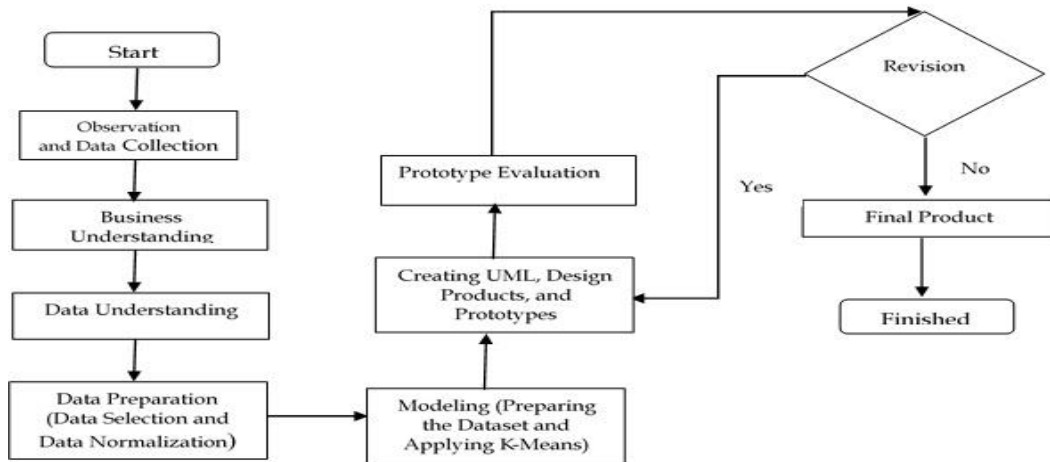 Start
Observation
and Data Collection
Business
Understanding
Data Understanding
Data Preparation
(Data Selection and
Data Normalization)
Modeling (Preparing
the Dataset and
Applying K-Means)
Creating UML, Design
Products, and
Prototypes
Prototype Evaluation
Revision
Yes
No
Final Product
Finished